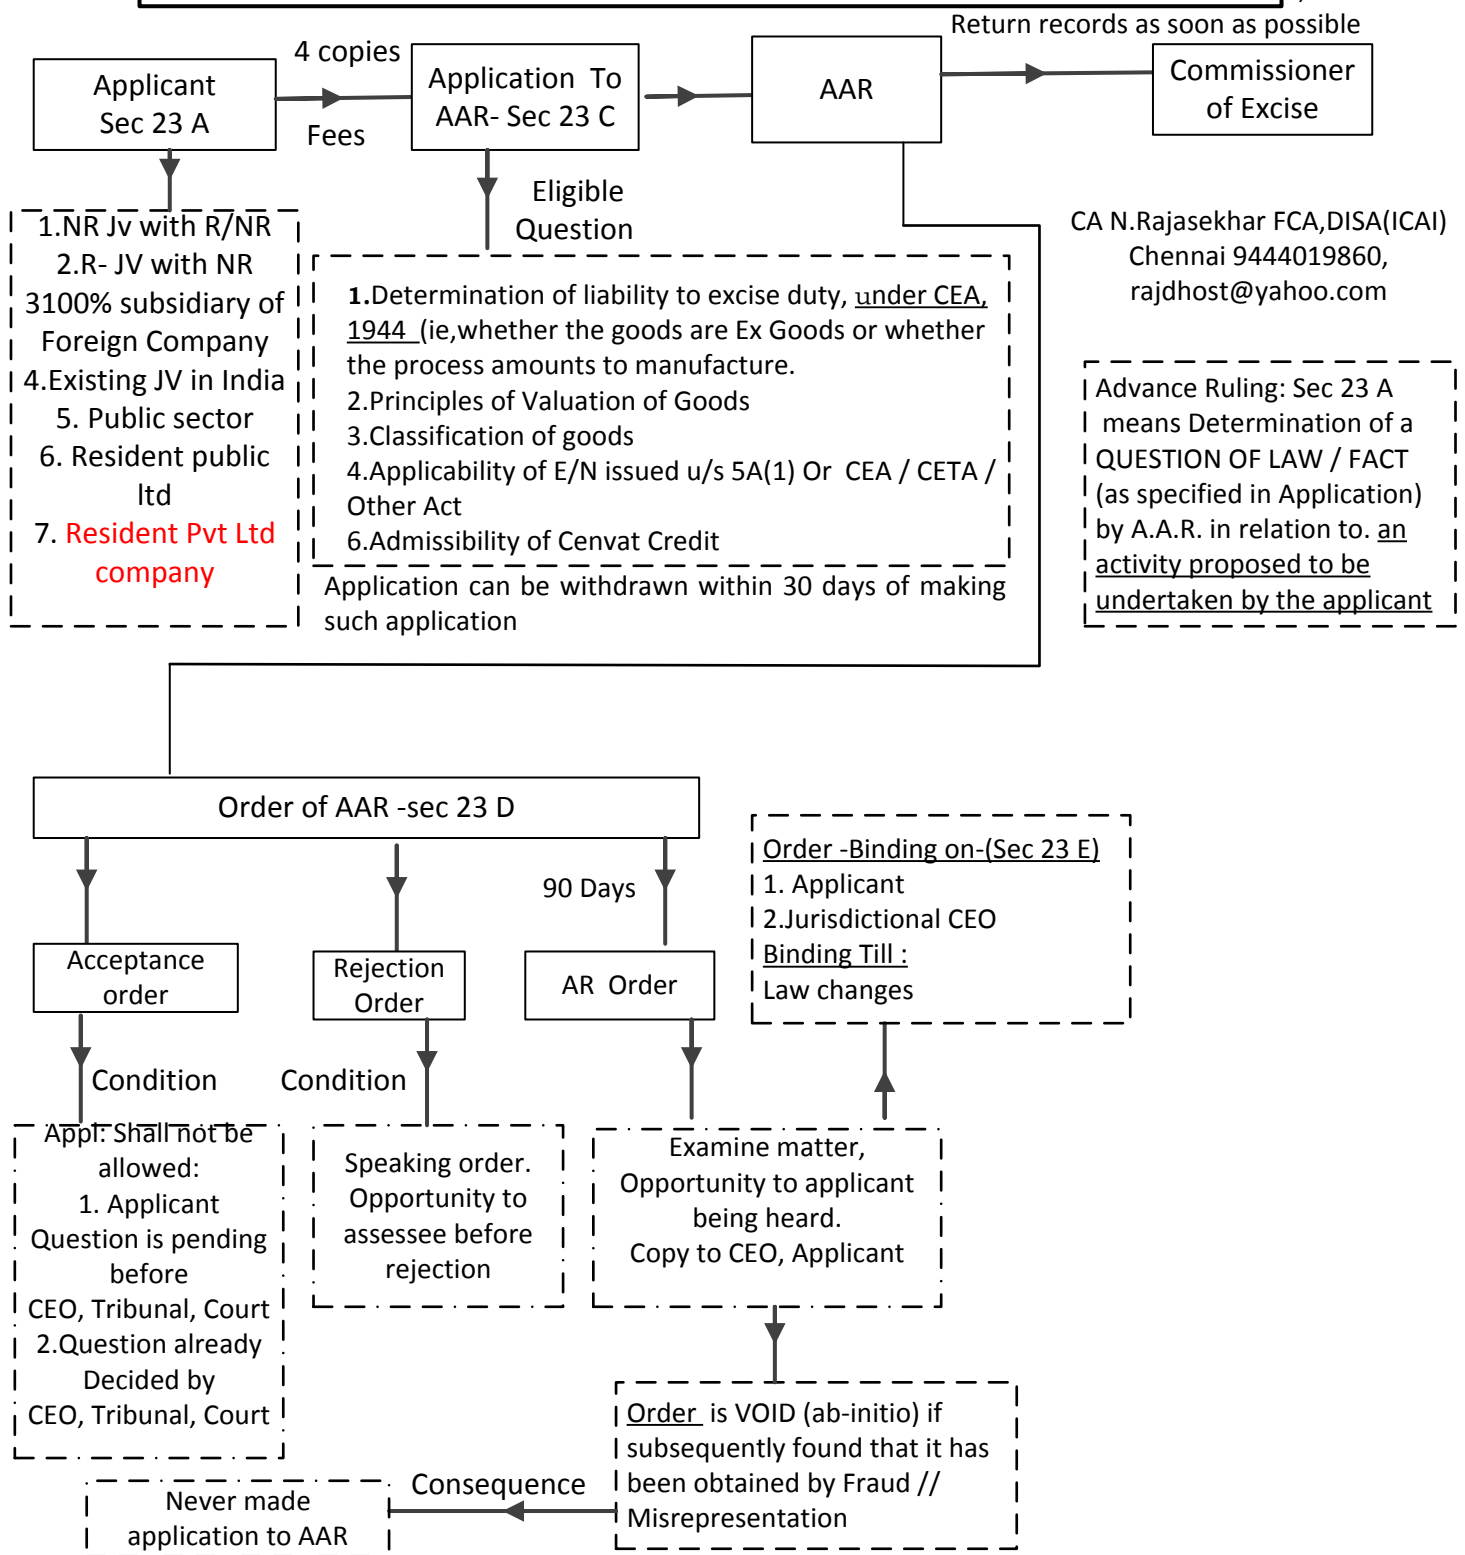 Return records as soon as possible
4 copies
Applicant
Sec 23 A
Fees
Application To
AAR- Sec 23 C
AAR
Commissioner
of Excise
Eligible
Question
1.NR Jv with R/NR
2.R- JV with NR
3100% subsidiary of
Foreign Company
4.Existing JV in India
5. Public sector
6. Resident public
ltd
7. Resident Pvt Ltd
company
1.Determination of liability to excise duty, under CEA,
1944 (ie,whether the goods are Ex Goods or whether
the process amounts to manufacture.
2.Principles of Valuation of Goods
3.Classification of goods
4.Applicability of E/N issued u/s 5A(1) Or CEA / CETA /
Other Act
6.Admissibility of Cenvat Credit
Application can be withdrawn within 30 days of making
such application
CA N.Rajasekhar FCA,DISA(ICAI)
Chennai 9444019860,
rajdhost@yahoo.com
Advance Ruling: Sec 23 A
means Determination of a
QUESTION OF LAW / FACT
(as specified in Application)
by A.A.R. in relation to. an
activity proposed to be
undertaken by the applicant
Order of AAR -sec 23 D
90 Days
Acceptance
order
Rejection
Order
AR Order
Order -Binding on-(Sec 23 E)
1. Applicant
2.Jurisdictional CEO
Binding Till :
Law changes
Condition
Condition
Appl: Shall not be
allowed:
1. Applicant
Question is pending
before
CEO, Tribunal, Court
2.Question already
Decided by
CEO, Tribunal, Court
Speaking order.
Opportunity to
assessee before
rejection
Examine matter,
Opportunity to applicant
being heard.
Copy to CEO, Applicant
Order is VOID (ab-initio) if
subsequently found that it has
been obtained by Fraud //
Misrepresentation
Consequence
Never made
application to AAR